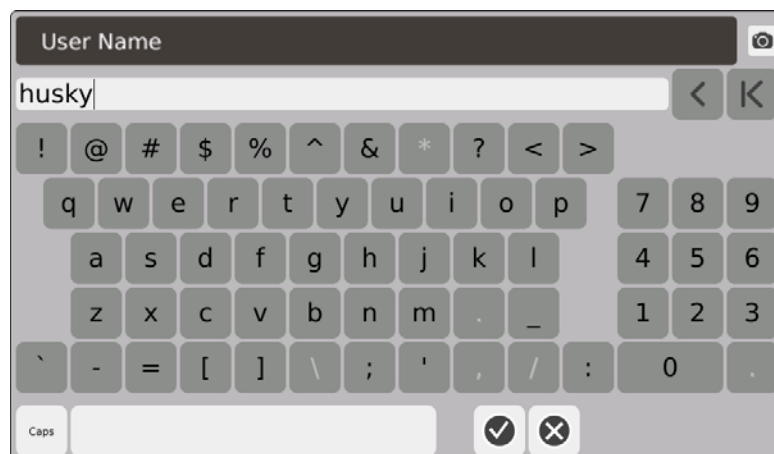 User Name
husky
! @ # $ % ^ & * ? < >
q w e r t y u i o p 7 8 9
a s d f g h j k l 4 5 6
z x c v b n m . _ 1 2 3
` - = [ ] \ ; ' , / : 0 .
Caps